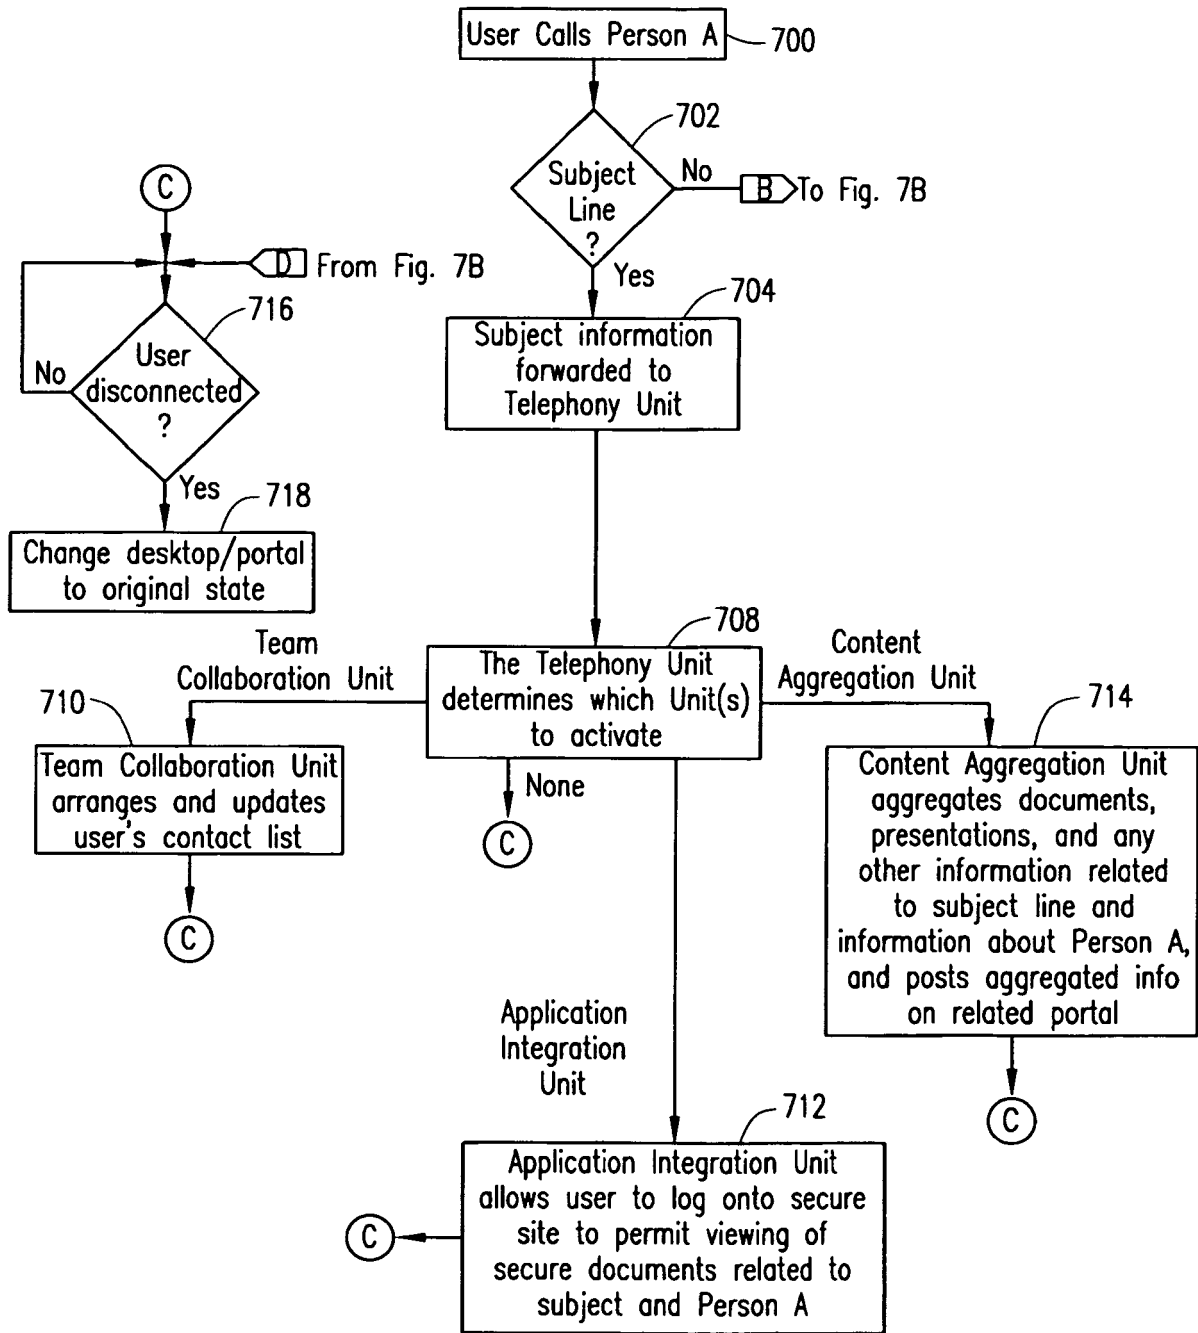 User Calls Person A
700
702
Subject
Line
?
No
B
To Fig. 7B
Yes
C
D
From Fig. 7B
716
User
disconnected
?
No
Yes
718
Change desktop/portal
to original state
704
Subject information
forwarded to
Telephony Unit
708
The Telephony Unit
determines which Unit(s)
to activate
Team
Collaboration Unit
710
Team Collaboration Unit
arranges and updates
user's contact list
C
None
C
Content
Aggregation Unit
714
Content Aggregation Unit
aggregates documents,
presentations, and any
other information related
to subject line and
information about Person A,
and posts aggregated info
on related portal
C
Application
Integration
Unit
712
Application Integration Unit
allows user to log onto secure
site to permit viewing of
secure documents related to
subject and Person A
C